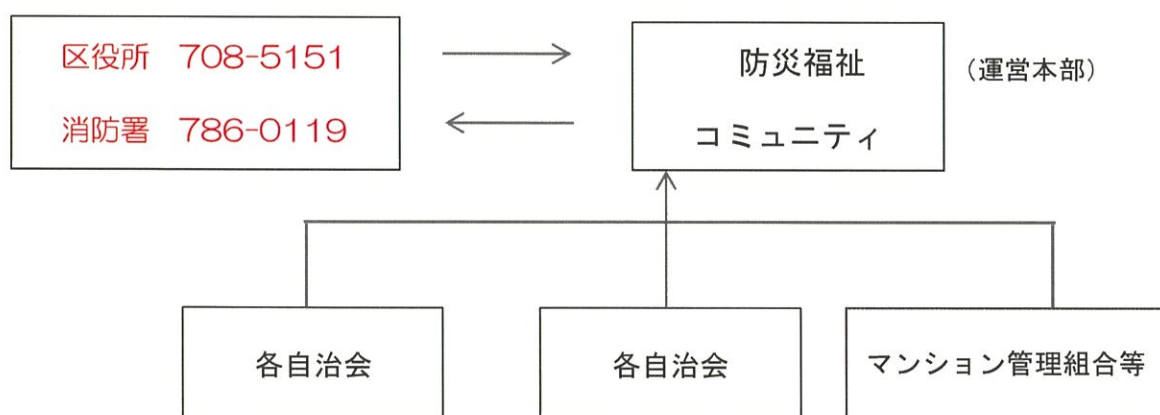 区役所 708-5151
消防署 786-0119
防災福祉
コミュニティ
(運営本部)
各自治会
各自治会
マンション管理組合等